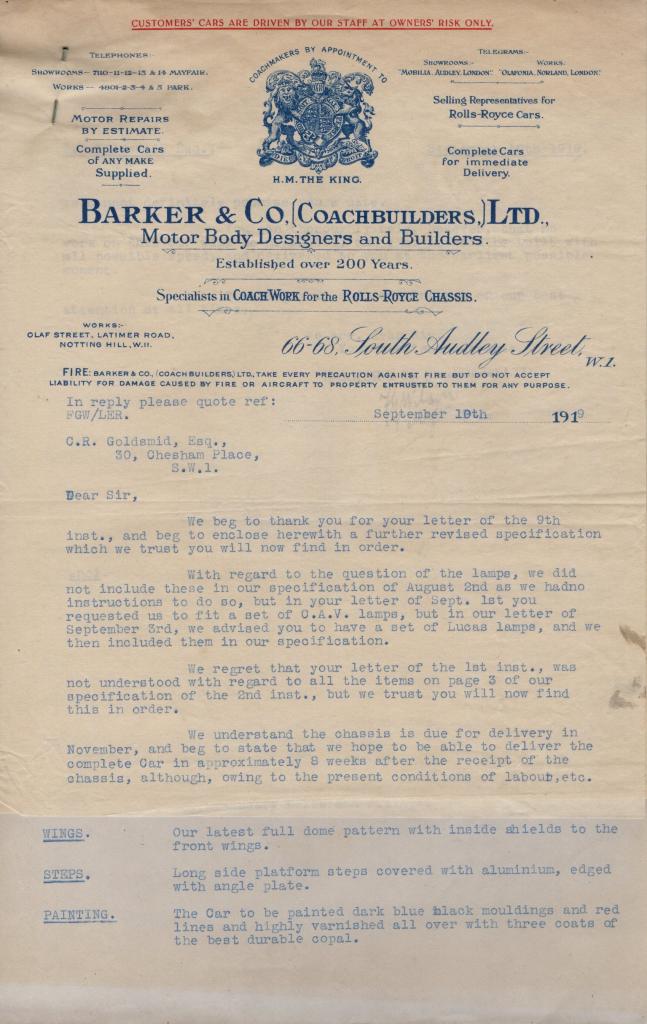 CUSTOMERS' CARS ARE DRIVEN BY OUR STAFF AT OWNERS' RISK ONLY.
TELEPHONES:-
SHOWROOMS- 7110-11-12-13 & 14 MAYFAIR.
WORKS- 4801-2-3-4 & 5 PARK.
MOTOR REPAIRS
BY ESTIMATE.
COMPLETE CARS
OF ANY MAKE
SUPPLIED.
COACHMAKERS BY APPOINTMENT TO
H.M. THE KING.
TELEGRAMS:-
SHOWROOMS:- WORKS:
"MOBILIA, AUDLEY, LONDON." "OLAFONIA, NORLAND, LONDON."
Selling Representatives for
Rolls-Royce Cars.
Complete Cars
for immediate
Delivery.
BARKER & CO, (COACHBUILDERS,) LTD.,
Motor Body Designers and Builders.
Established over 200 Years.
Specialists in COACH WORK for the ROLLS-ROYCE CHASSIS.
WORKS:-
OLAF STREET, LATIMER ROAD,
NOTTING HILL, W.11.
66-68, South Audley Street,
W.1.
FIRE: BARKER & CO, (COACHBUILDERS,) LTD, TAKE EVERY PRECAUTION AGAINST FIRE BUT DO NOT ACCEPT
LIABILITY FOR DAMAGE CAUSED BY FIRE OR AIRCRAFT TO PROPERTY ENTRUSTED TO THEM FOR ANY PURPOSE.
In reply please quote ref:
FGW/LER.
September 10th 1919
C.R. Goldsmid, Esq.,
30, Chesham Place,
S.W.1.
Dear Sir,
We beg to thank you for your letter of the 9th
inst., and beg to enclose herewith a further revised specification
which we trust you will now find in order.
With regard to the question of the lamps, we did
not include these in our specification of August 2nd as we hadno
instructions to do so, but in your letter of Sept. 1st you
requested us to fit a set of C.A.V. lamps, but in our letter of
September 3rd, we advised you to have a set of Lucas lamps, and we
then included them in our specification.
We regret that your letter of the 1st inst., was
not understood with regard to all the items on page 3 of our
specification of the 2nd inst., but we trust you will now find
this in order.
We understand the chassis is due for delivery in
November, and beg to state that we hope to be able to deliver the
complete Car in approximately 8 weeks after the receipt of the
chassis, although, owing to the present conditions of labour,etc.
WINGS. Our latest full dome pattern with inside shields to the
front wings.
STEPS. Long side platform steps covered with aluminium, edged
with angle plate.
PAINTING. The Car to be painted dark blue black mouldings and red
lines and highly varnished all over with three coats of
the best durable copal.